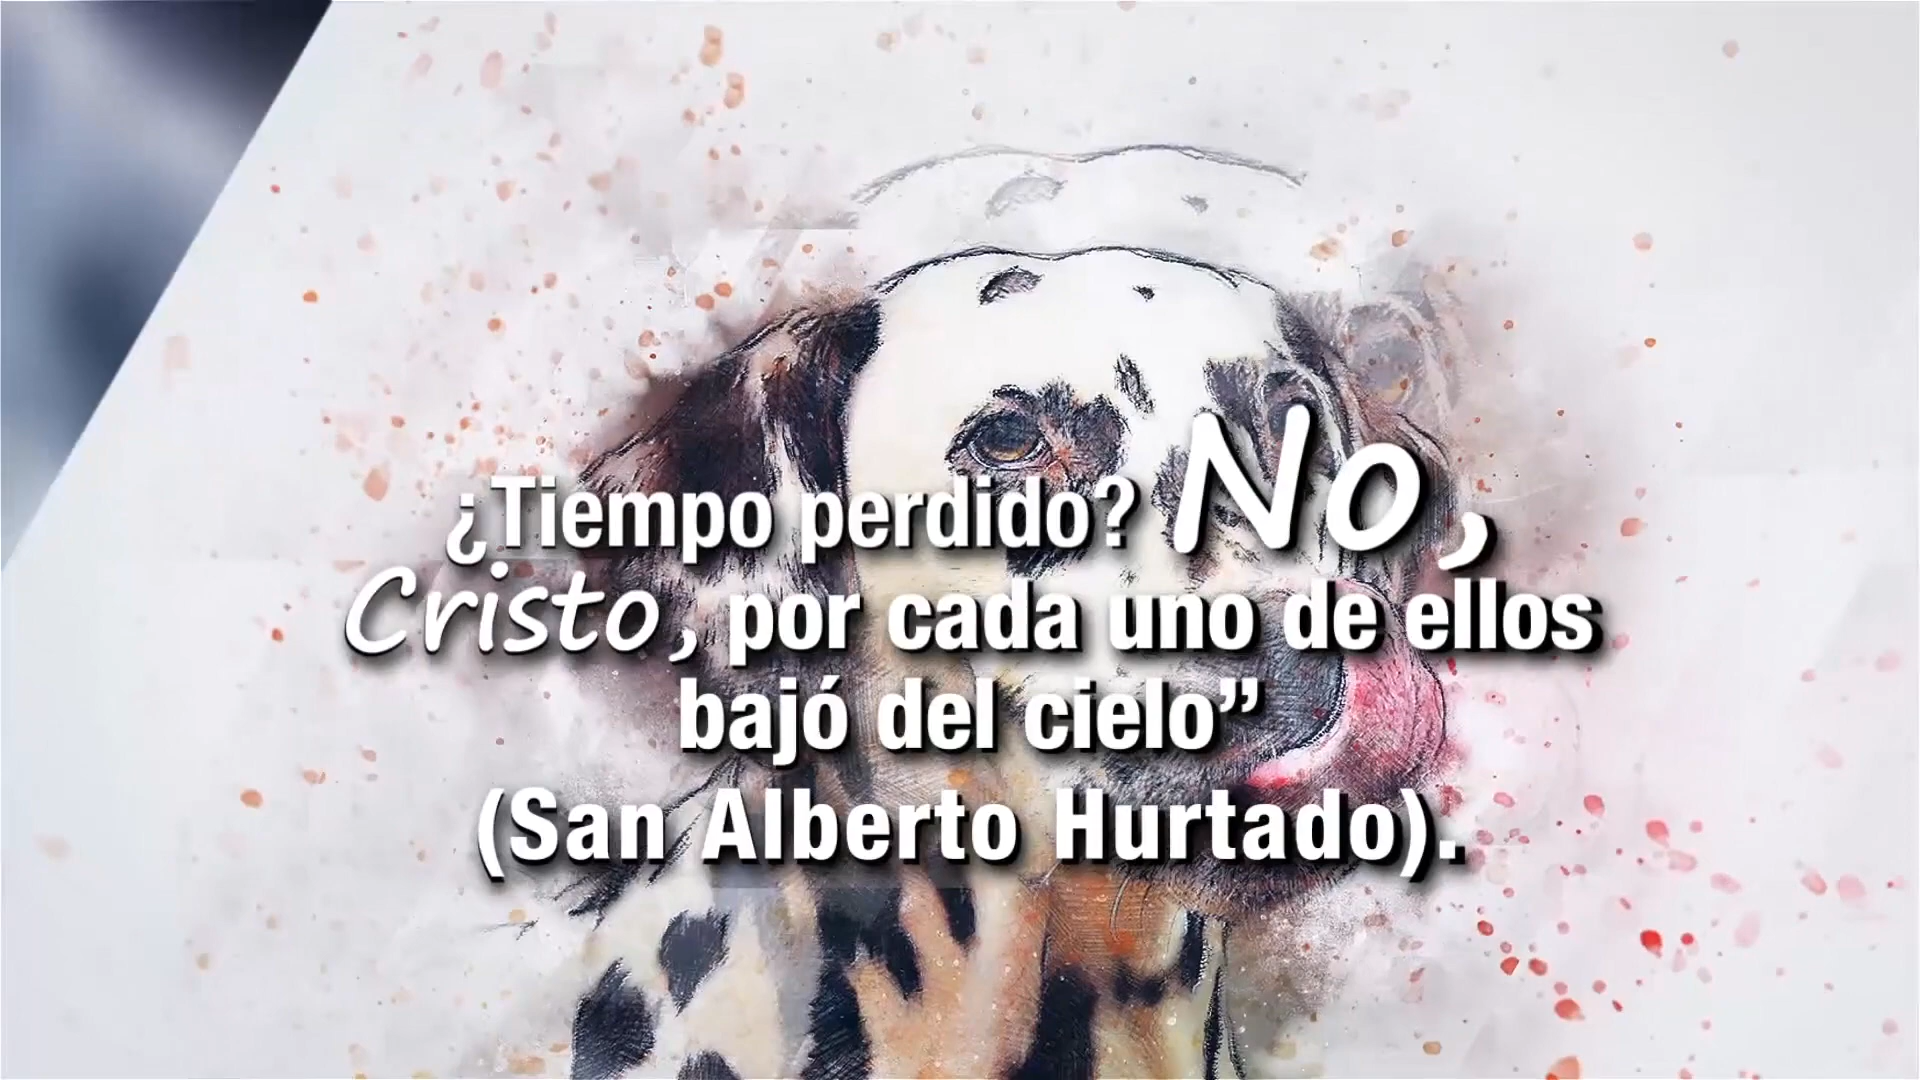 ¿Tiempo perdido? No,
Cristo, por cada uno de ellos
bajó del cielo”
(San Alberto Hurtado).